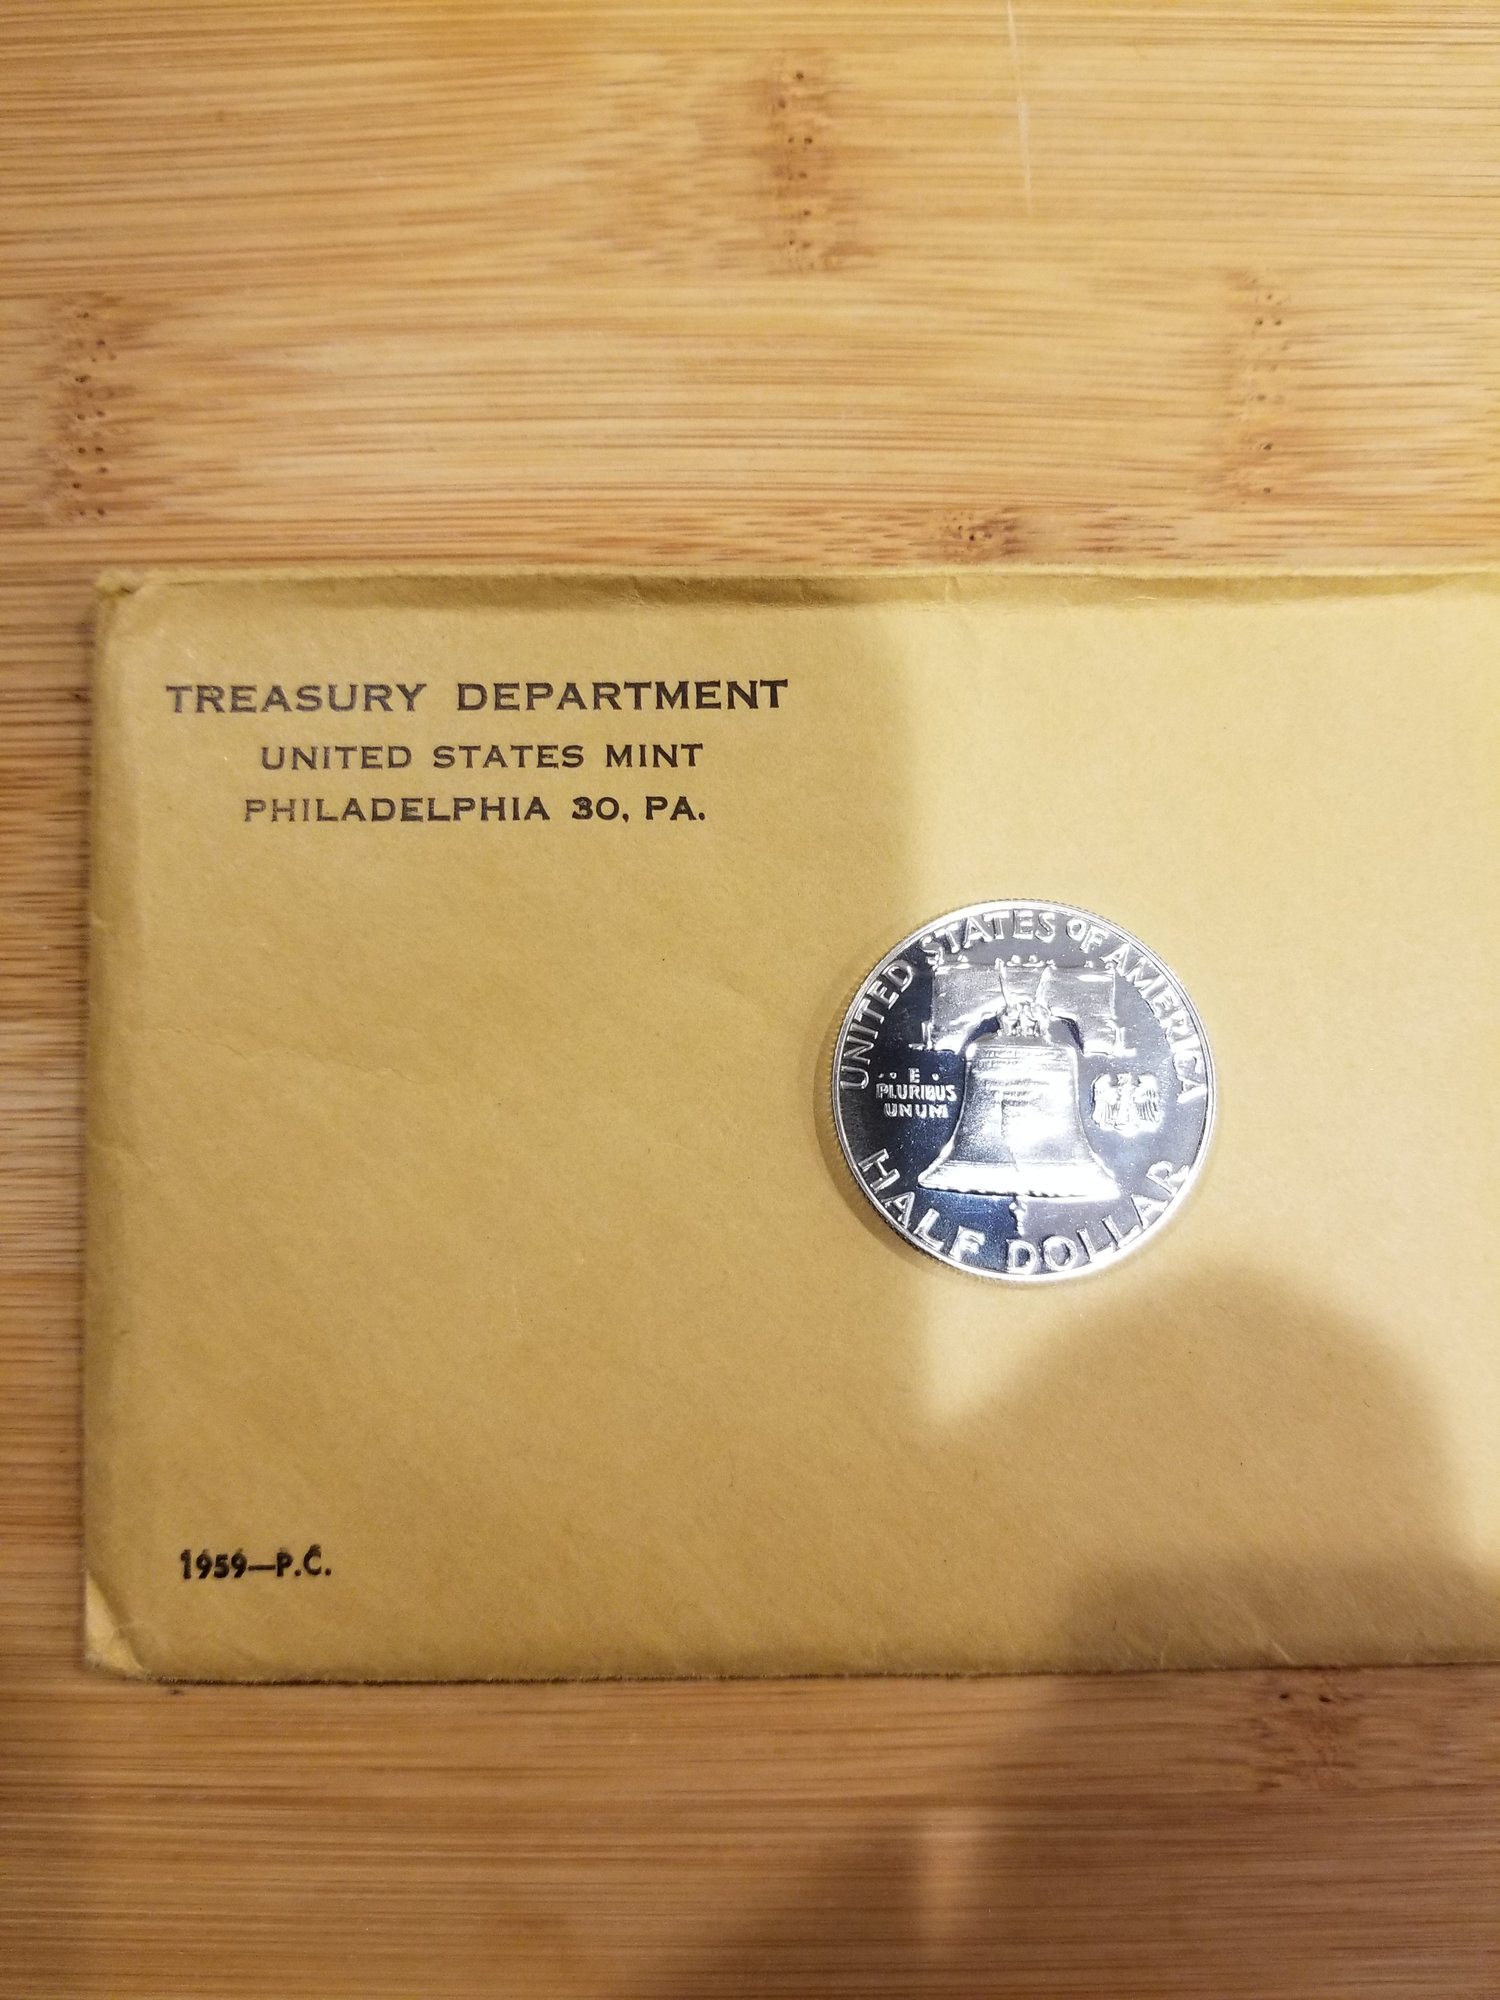 TREASURY DEPARTMENT
UNITED STATES MINT
PHILADELPHIA 30, PA.
UNITED STATES OF AMERICA
E
PLURIBUS
UNUM
HALF DOLLAR
1959—P.C.